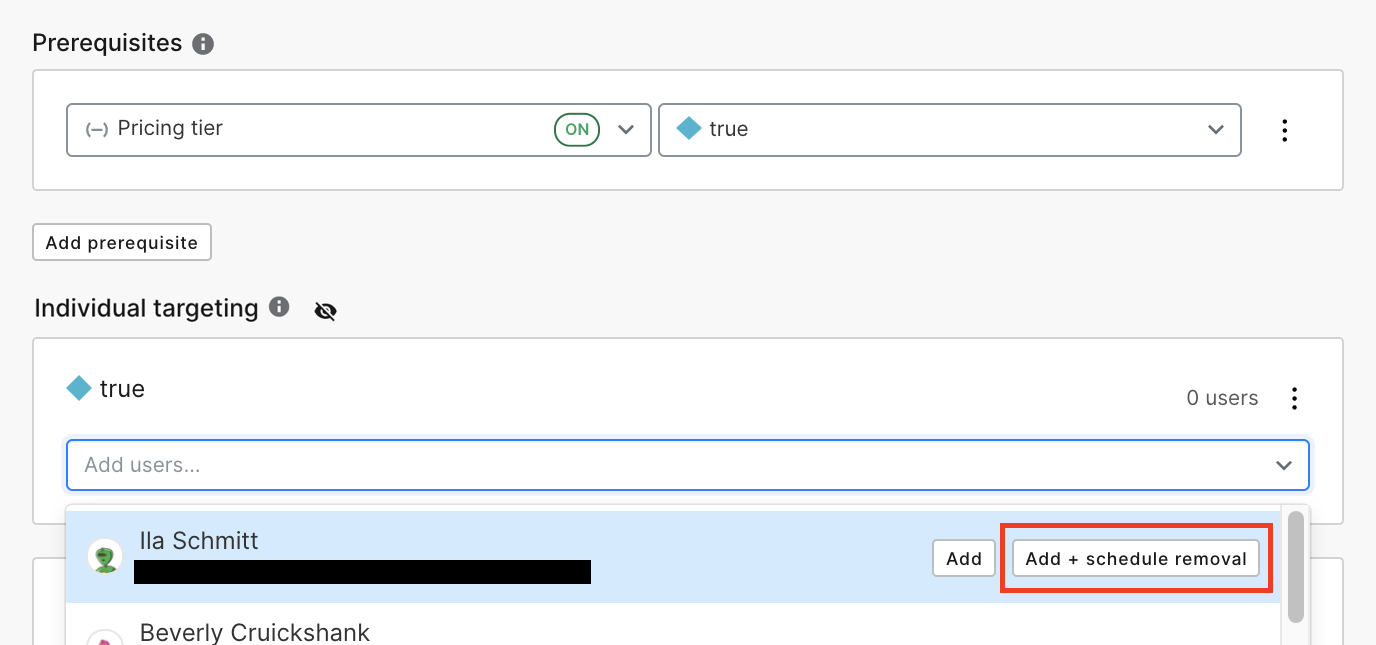 Prerequisites
Pricing tier ON true
Add prerequisite
Individual targeting
true
0 users
Add users...
Ila Schmitt
Add Add + schedule removal
Beverly Cruickshank